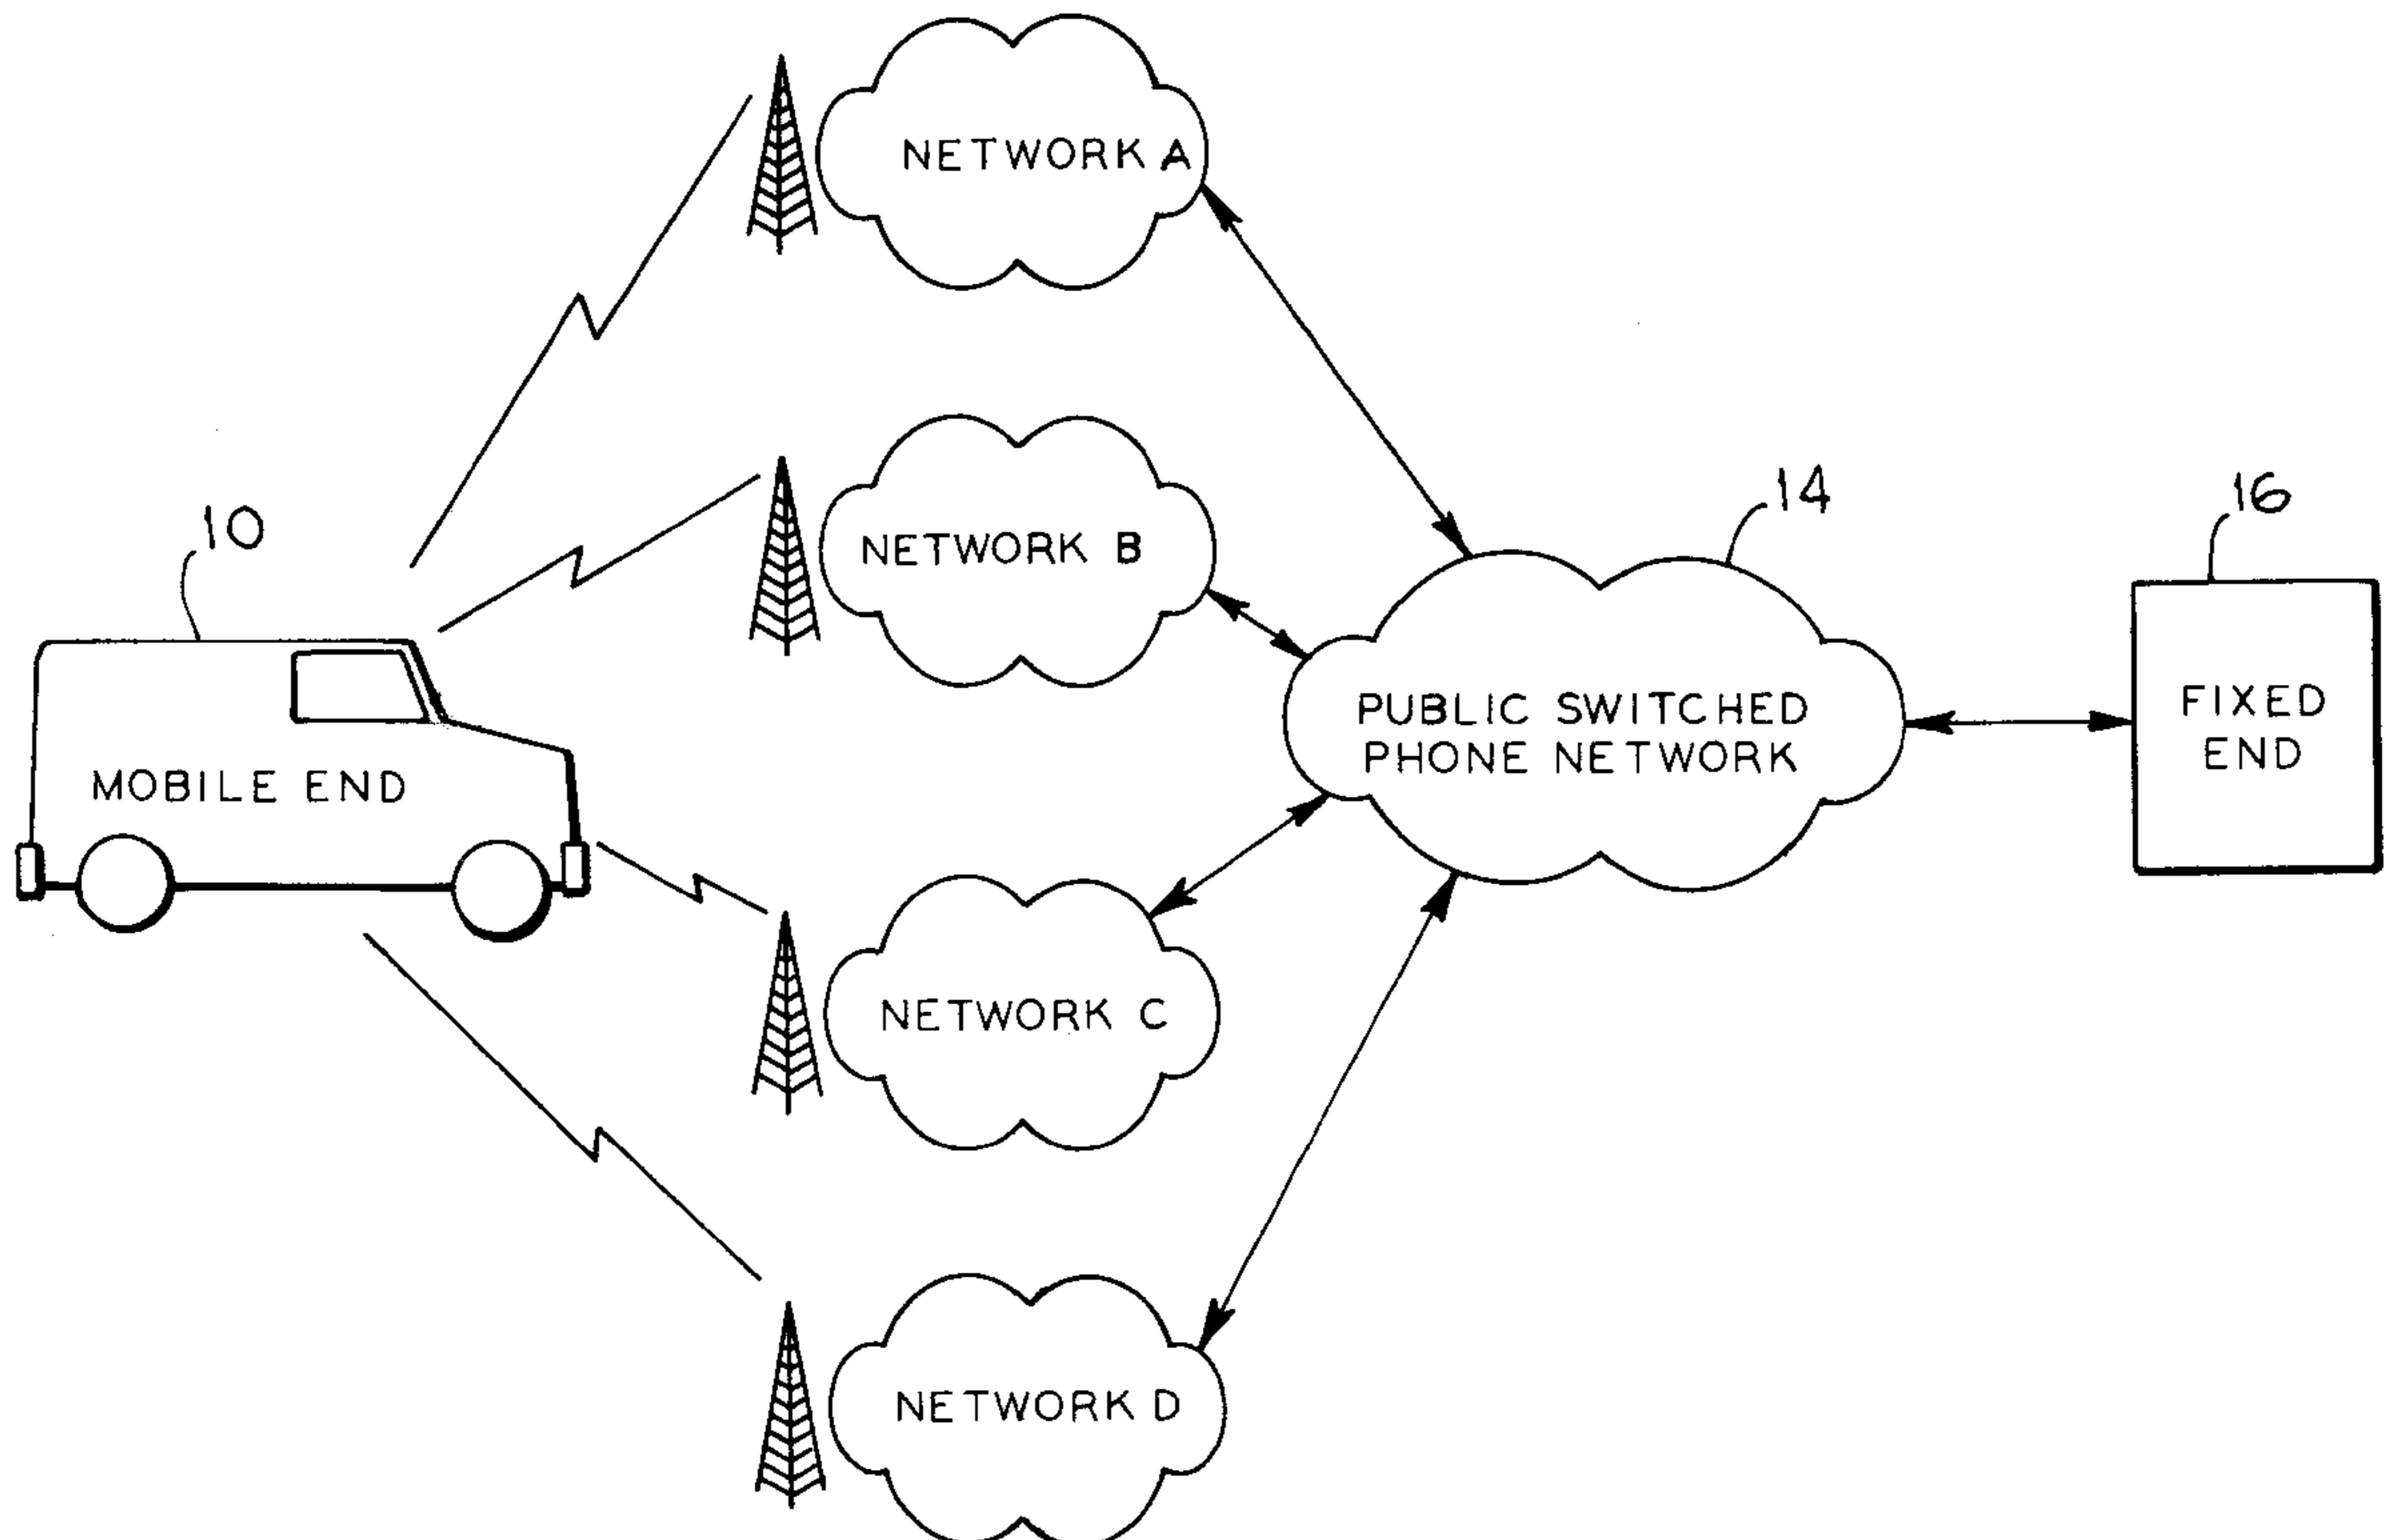 NETWORK A
NETWORK B
14
16
10
PUBLIC SWITCHED
PHONE NETWORK
FIXED
END
MOBILE END
NETWORK C
NETWORK D